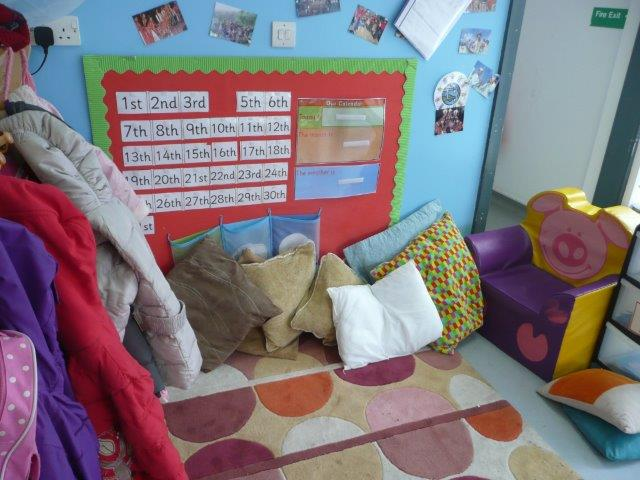 Fire Exit
1st 2nd 3rd 5th 6th
7th 8th 9th 10th 11th 12th
13th 14th 15th 16th 17th 18th
19th 20th 21st 22nd 23rd 24th
26th 27th 28th 29th 30th
st
Our Calendar
Today is
The month is
The weather is